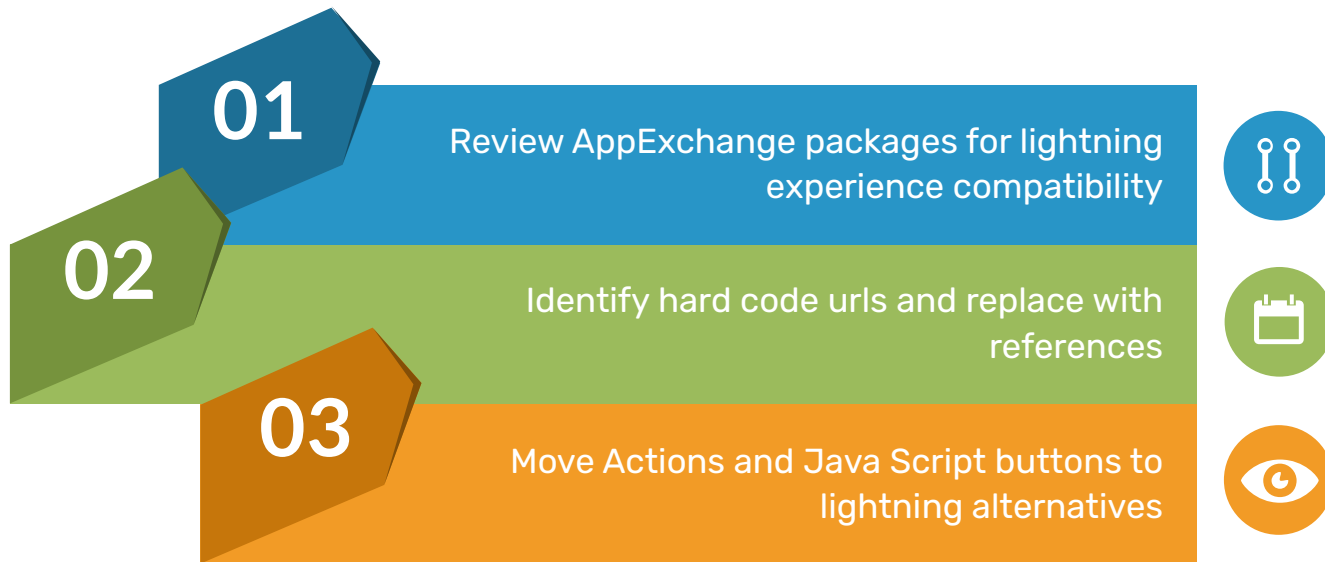 01
Review AppExchange packages for lightning
experience compatibility
02
Identify hard code urls and replace with
references
03
Move Actions and Java Script buttons to
lightning alternatives